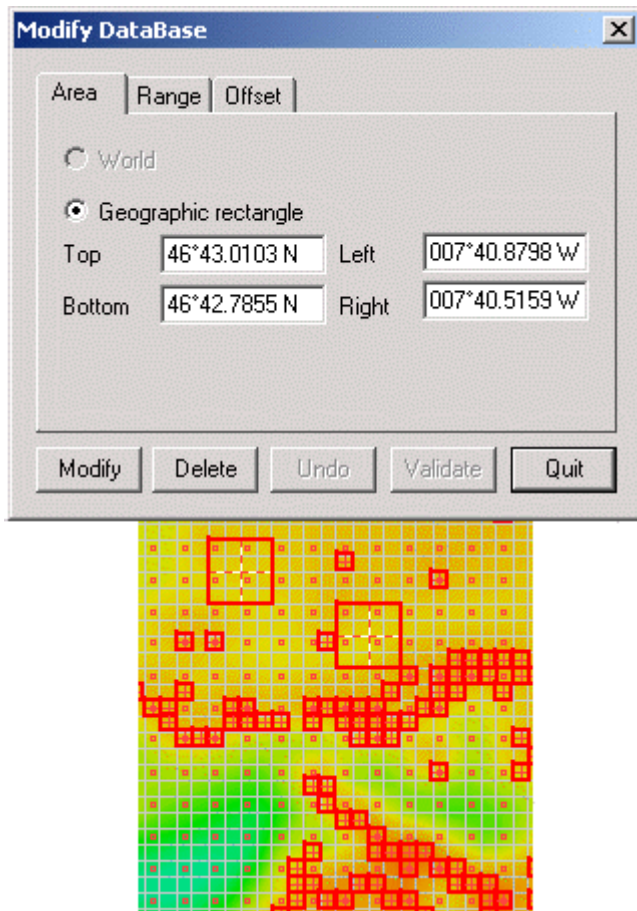 Modify DataBase
Area Range Offset
World
Geographic rectangle
Top 46°43.0103 N Left 007°40.8798 W
Bottom 46°42.7855 N Right 007°40.5159 W
Modify Delete Undo Validate Quit